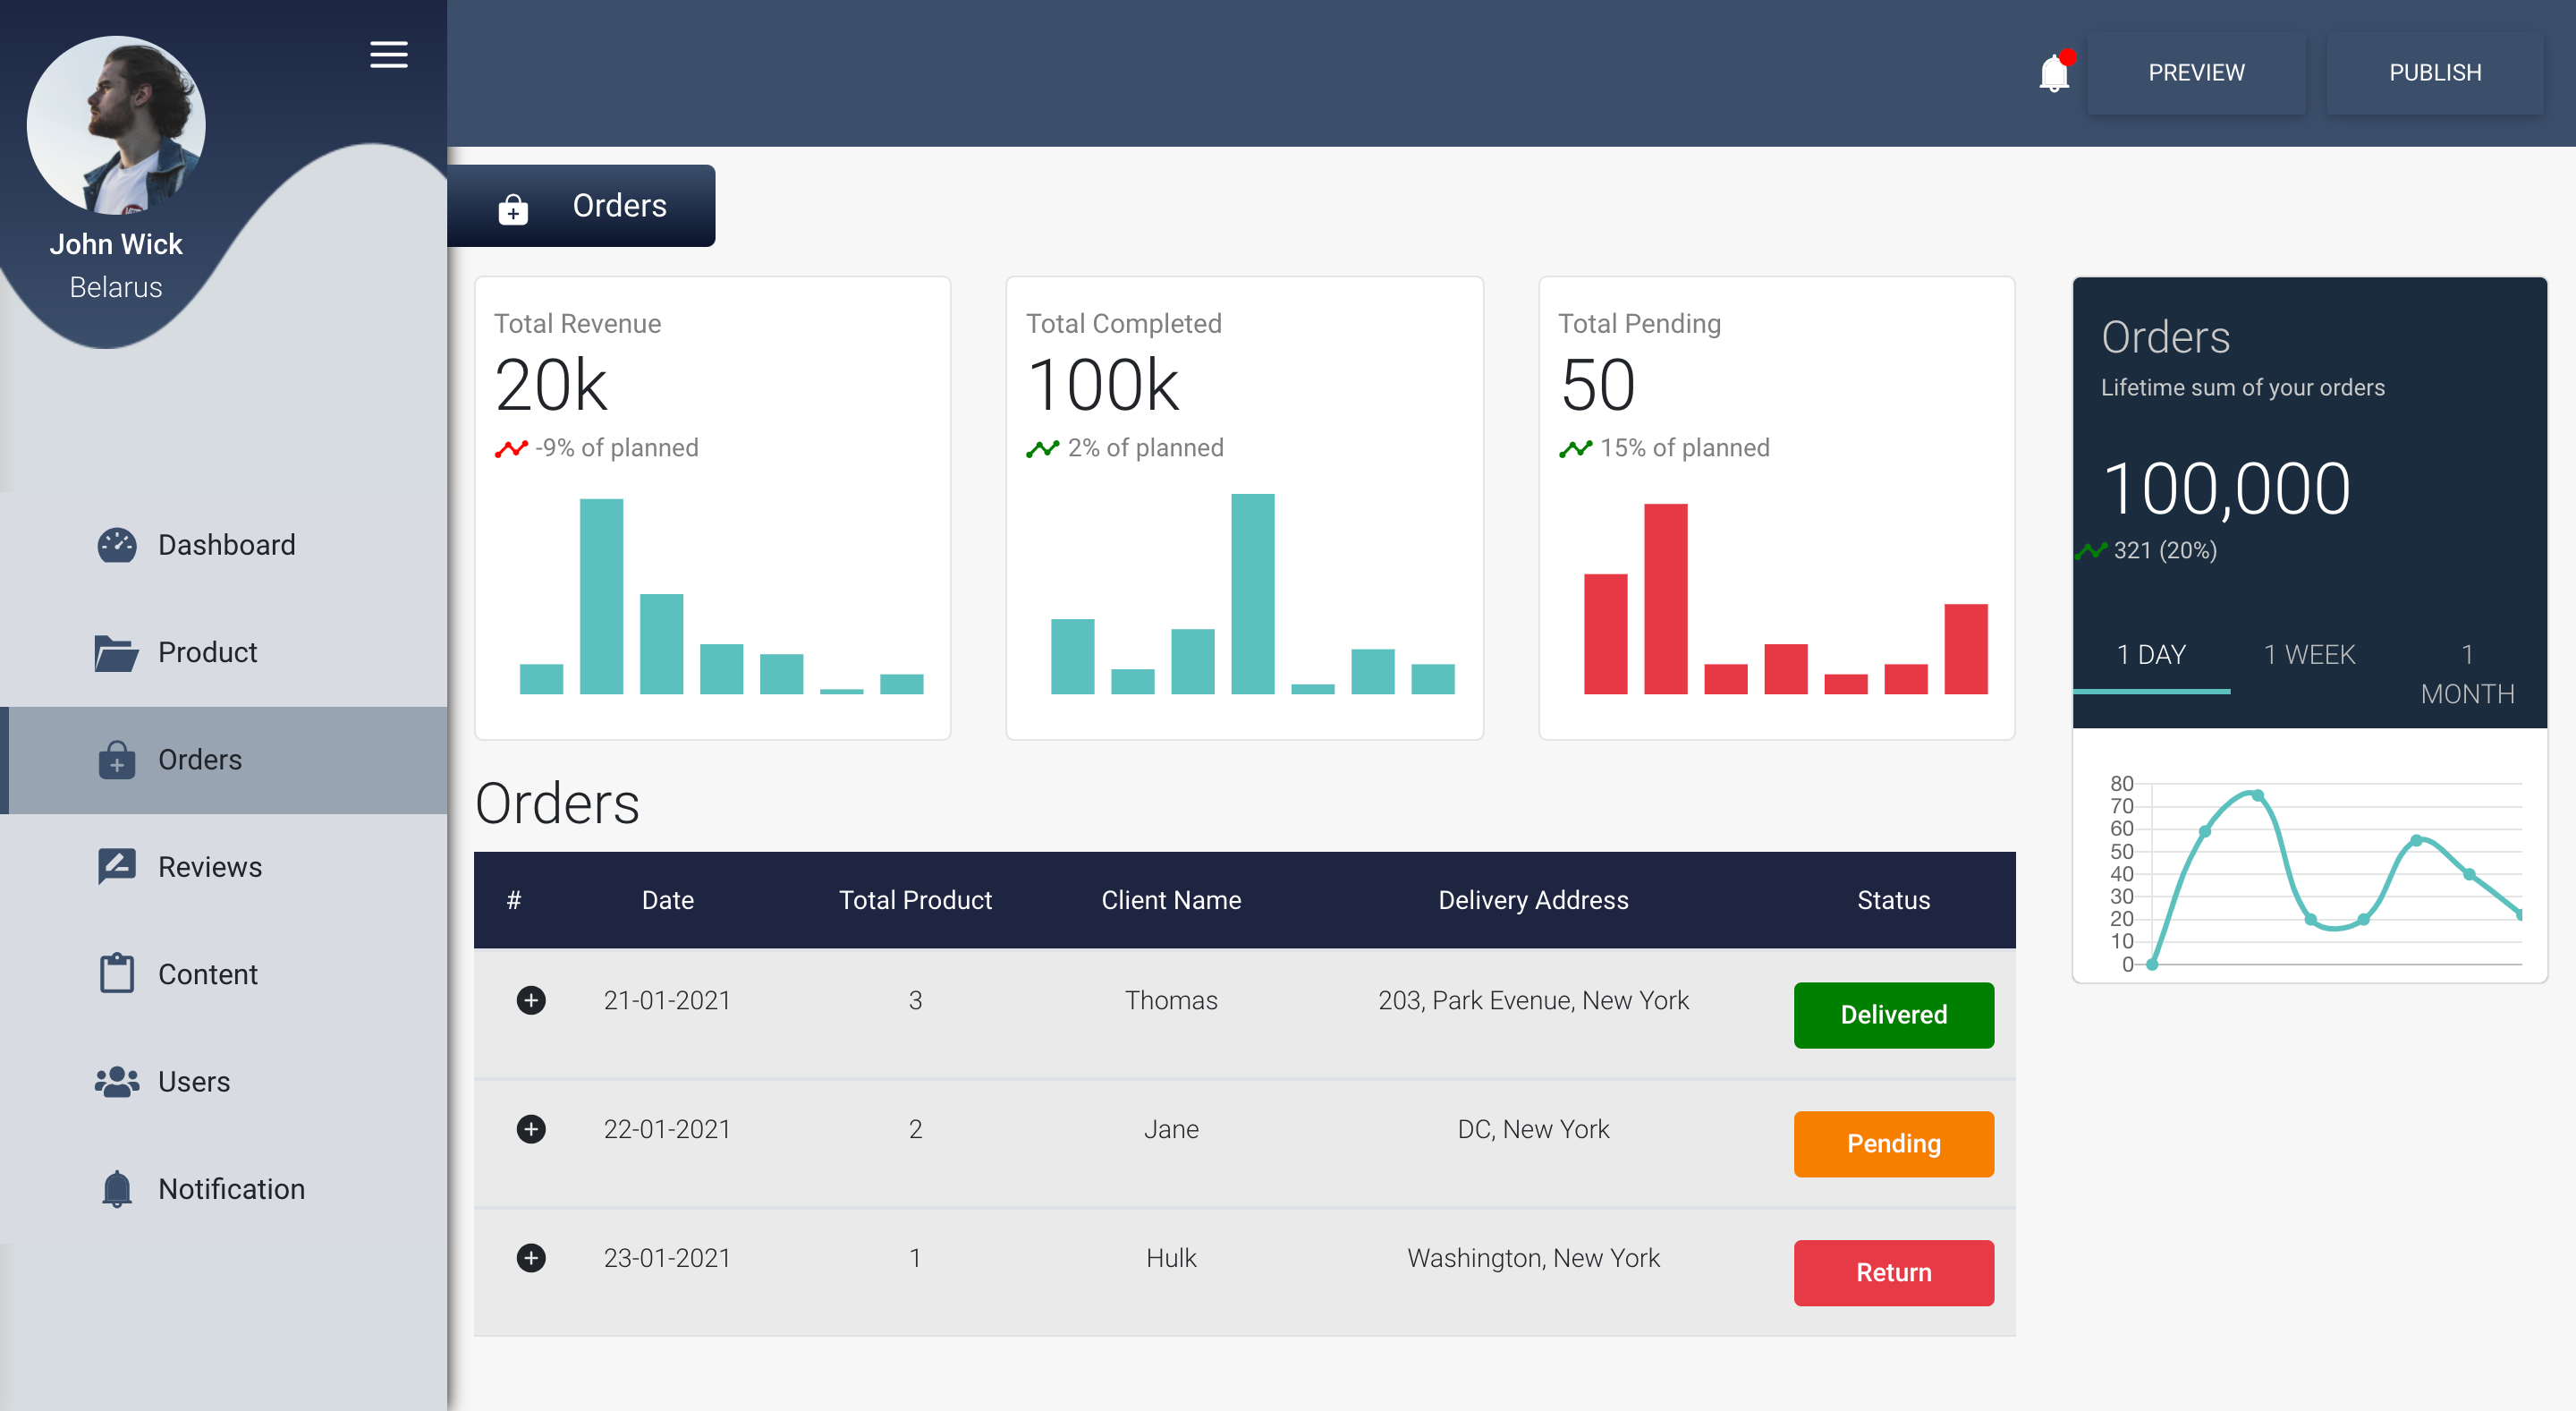 John Wick
Belarus
Dashboard
Product
Orders
Reviews
Content
Users
Notification
PREVIEW
PUBLISH
Orders
Total Revenue
20k
-9% of planned
Total Completed
100k
2% of planned
Total Pending
50
15% of planned
Orders
Lifetime sum of your orders
100,000
321 (20%)
1 DAY
1 WEEK
1
MONTH
80
70
60
50
40
30
20
10
0
Orders
# Date Total Product Client Name Delivery Address Status
21-01-2021 3 Thomas 203, Park Evenue, New York Delivered
22-01-2021 2 Jane DC, New York Pending
23-01-2021 1 Hulk Washington, New York Return